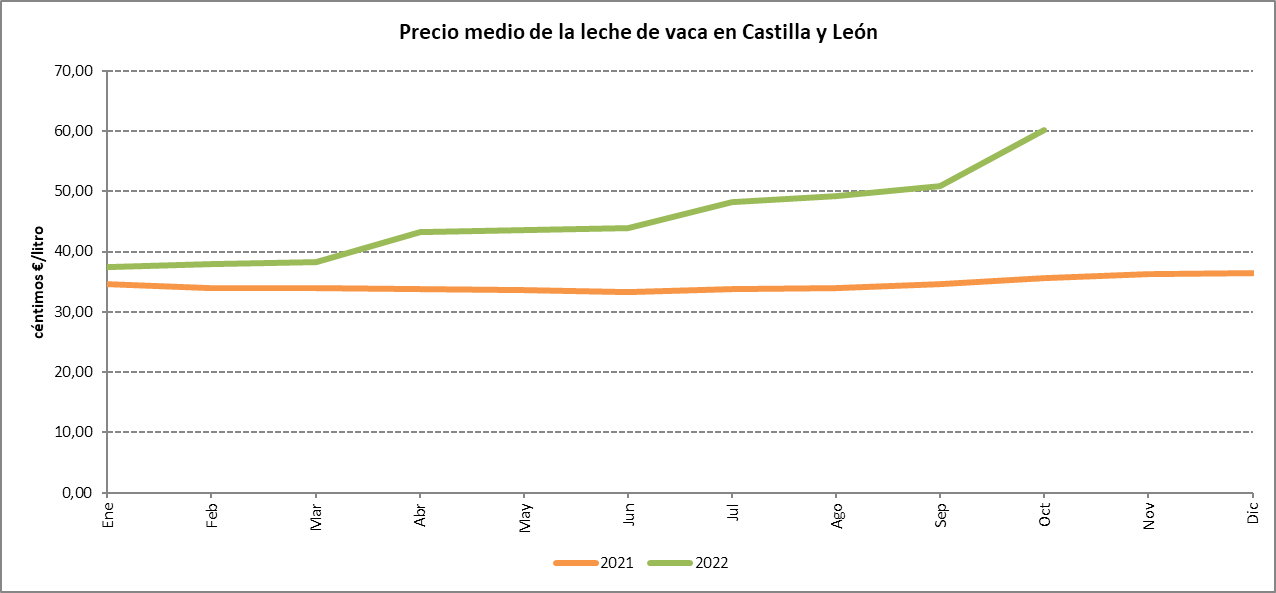 Precio medio de la leche de vaca en Castilla y León
céntimos €/litro
70,00
60,00
50,00
40,00
30,00
20,00
10,00
0,00
Ene
Feb
Mar
Abr
May
Jun
Jul
Ago
Sep
Oct
Nov
Dic
2021
2022